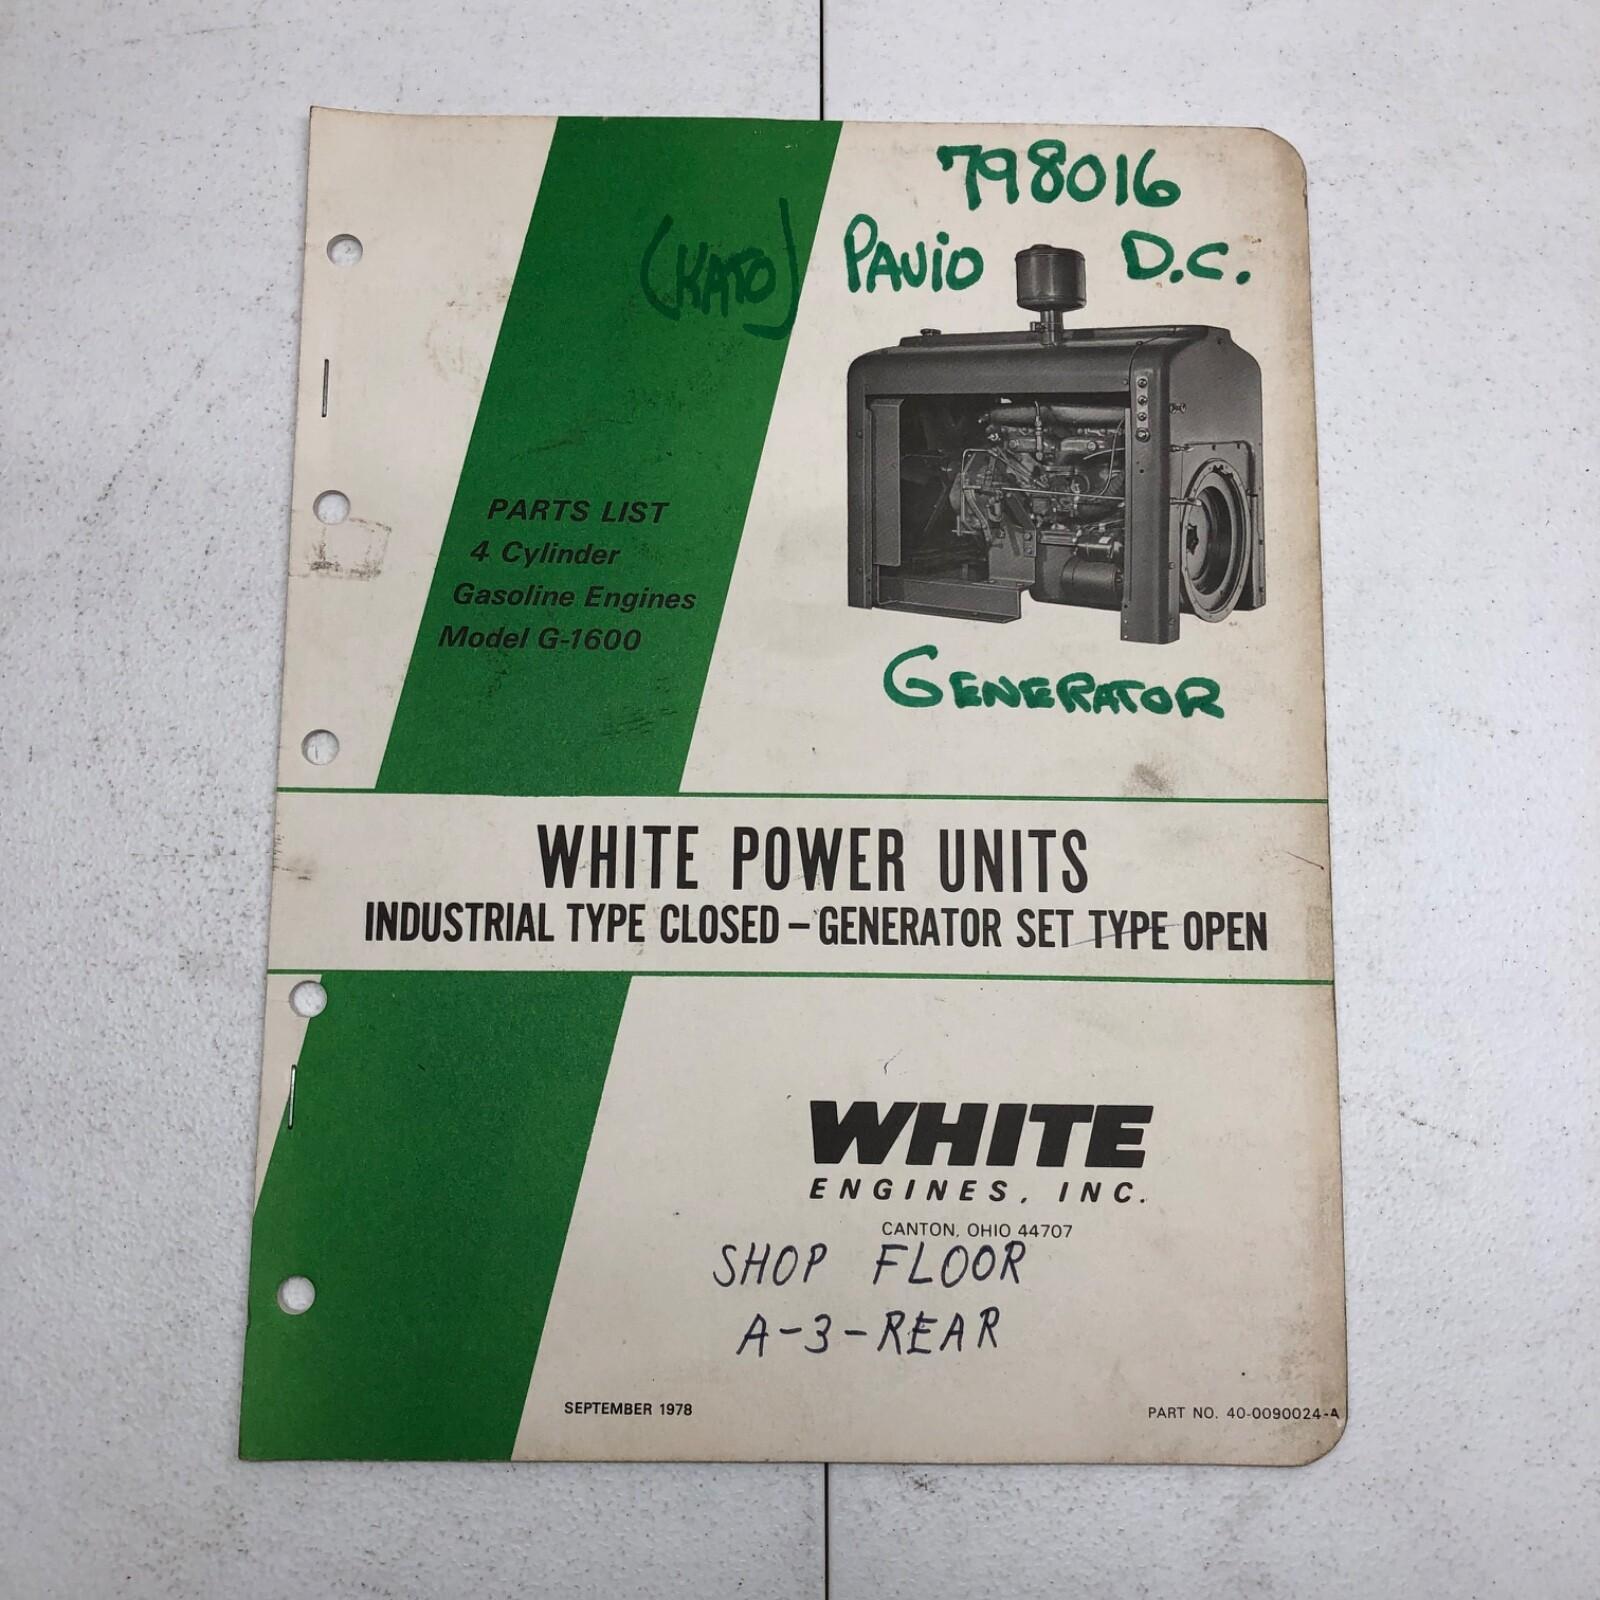 798016
(KATO) PAVIO D.C.
PARTS LIST
4 Cylinder
Gasoline Engines
Model G-1600
GENERATOR
WHITE POWER UNITS
INDUSTRIAL TYPE CLOSED – GENERATOR SET TYPE OPEN
WHITE
ENGINES, INC.
CANTON, OHIO 44707
SHOP FLOOR
A-3-REAR
SEPTEMBER 1978
PART NO. 40-0090024-A